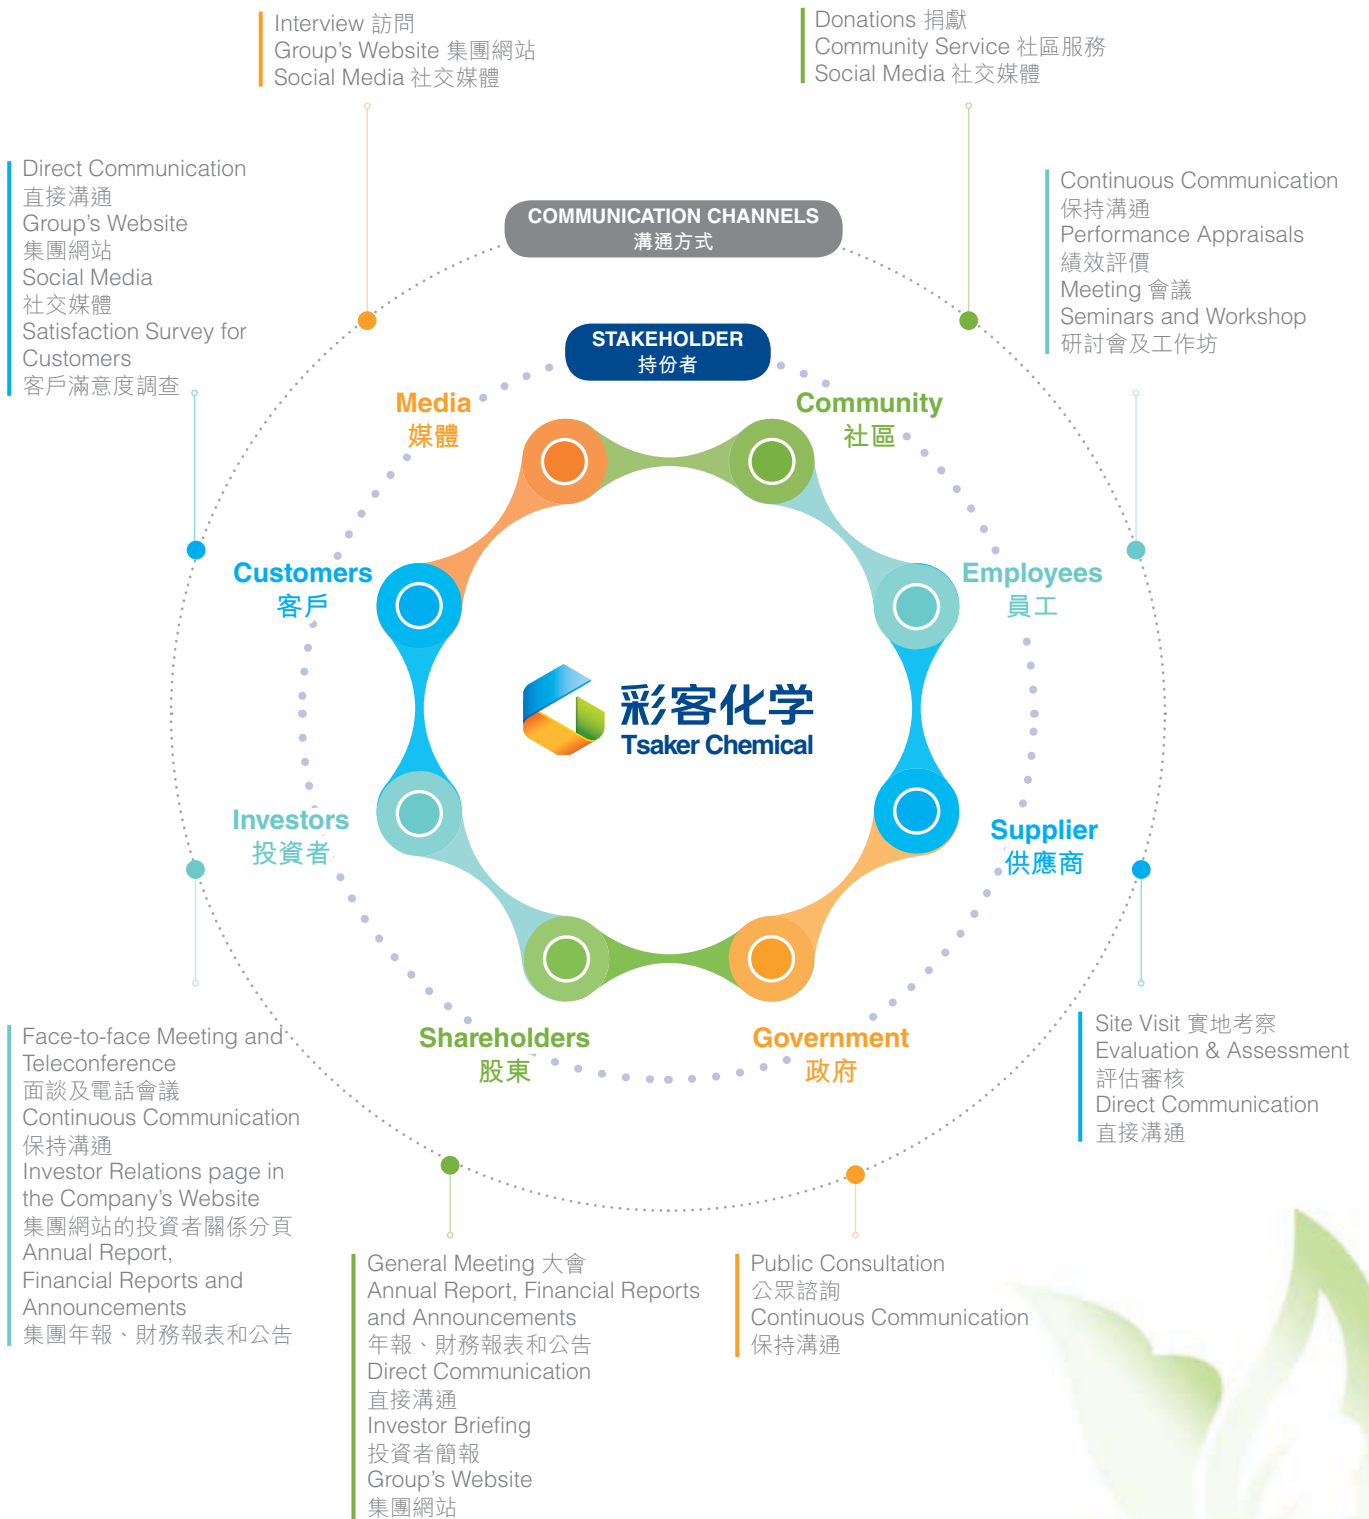 Interview 訪問
Group's Website 集團網站
Social Media 社交媒體
Donations 捐獻
Community Service 社區服務
Social Media 社交媒體
Direct Communication
直接溝通
Group's Website
集團網站
Social Media
社交媒體
Satisfaction Survey for
Customers
客戶滿意度調查
Continuous Communication
保持溝通
Performance Appraisals
績效評價
Meeting 會議
Seminars and Workshop
研討會及工作坊
COMMUNICATION CHANNELS
溝通方式
STAKEHOLDER
持份者
Media
媒體
Community
社區
Customers
客戶
Employees
員工
彩客化学
Tsaker Chemical
Investors
投資者
Supplier
供應商
Shareholders
股東
Government
政府
Face-to-face Meeting and
Teleconference
面談及電話會議
Continuous Communication
保持溝通
Investor Relations page in
the Company's Website
集團網站的投資者關係分頁
Annual Report,
Financial Reports and
Announcements
集團年報、財務報表和公告
General Meeting 大會
Annual Report, Financial Reports
and Announcements
年報、財務報表和公告
Direct Communication
直接溝通
Investor Briefing
投資者簡報
Group's Website
集團網站
Public Consultation
公眾諮詢
Continuous Communication
保持溝通
Site Visit 實地考察
Evaluation & Assessment
評估審核
Direct Communication
直接溝通